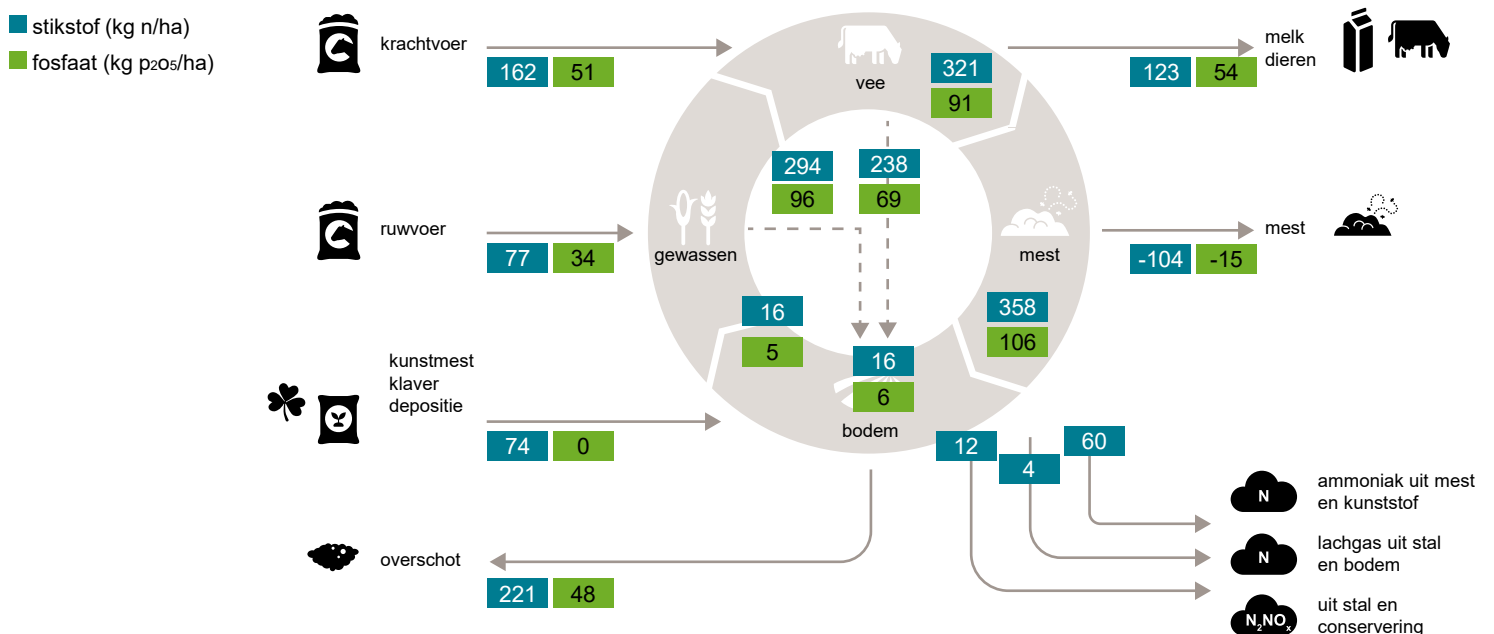 stikstof (kg n/ha)
fosfaat (kg p₂o₅/ha)
krachtvoer
162 51
vee
321
91
melk
dieren
123 54
294
96
238
69
ruwvoer
77 34
gewassen
mest
mest
-104 -15
16
5
358
106
16
6
bodem
kunstmest
klaver
depositie
74 0
12
4
60
N
ammoniak uit mest
en kunststof
N
lachgas uit stal
en bodem
N₂NOₓ
uit stal en
conservering
overschot
221 48